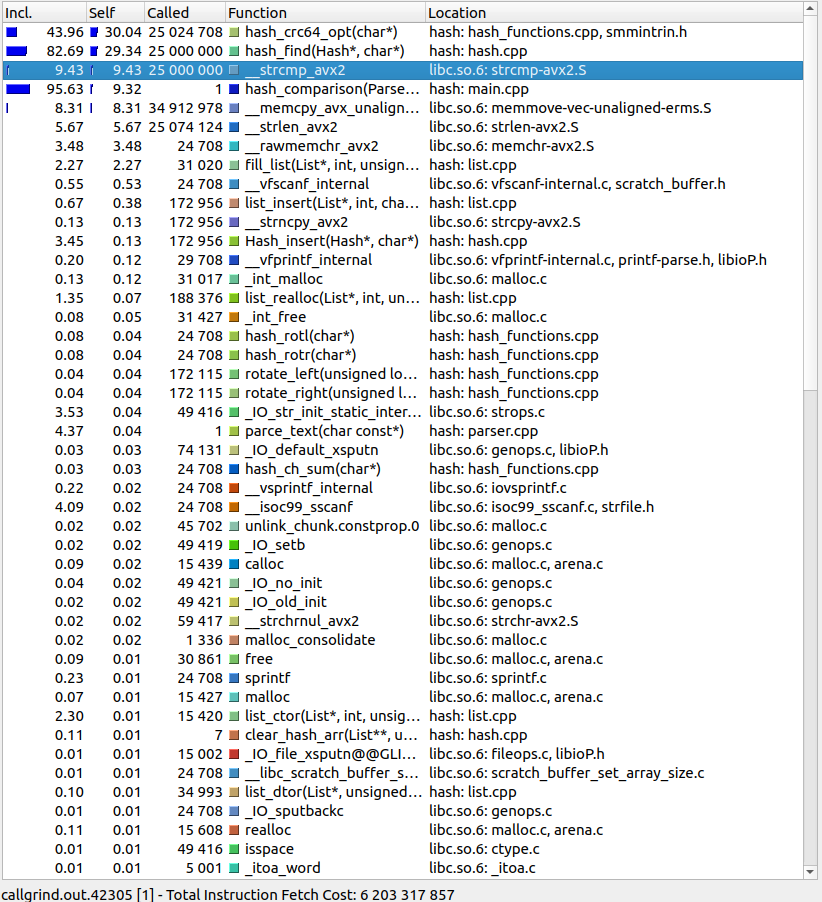 Incl. Self Called Function Location
43.96 30.04 25 024 708 hash_crc64_opt(char*) hash: hash_functions.cpp, smmintrin.h
82.69 29.34 25 000 000 hash_find(Hash*, char*) hash: hash.cpp
9.43 9.43 25 000 000 __strcmp_avx2 libc.so.6: strcmp-avx2.S
95.63 9.32 1 hash_comparison(Parse... hash: main.cpp
8.31 8.31 34 912 978 __memcpy_avx_unalign... libc.so.6: memmove-vec-unaligned-erms.S
5.67 5.67 25 074 124 __strlen_avx2 libc.so.6: strlen-avx2.S
3.48 3.48 24 708 __rawmemchr_avx2 libc.so.6: memchr-avx2.S
2.27 2.27 31 020 fill_list(List*, int, unsign... hash: list.cpp
0.55 0.53 24 708 __vfscanf_internal libc.so.6: vfscanf-internal.c, scratch_buffer.h
0.67 0.38 172 956 list_insert(List*, int, cha... hash: list.cpp
0.13 0.13 172 956 __strncpy_avx2 libc.so.6: strcpy-avx2.S
3.45 0.13 172 956 Hash_insert(Hash*, char*) hash: hash.cpp
0.20 0.12 29 708 __vfprintf_internal libc.so.6: vfprintf-internal.c, printf-parse.h, libioP.h
0.13 0.12 31 017 _int_malloc libc.so.6: malloc.c
1.35 0.07 188 376 list_realloc(List*, int, un... hash: list.cpp
0.08 0.05 31 427 _int_free libc.so.6: malloc.c
0.08 0.04 24 708 hash_rotl(char*) hash: hash_functions.cpp
0.08 0.04 24 708 hash_rotr(char*) hash: hash_functions.cpp
0.04 0.04 172 115 rotate_left(unsigned lo... hash: hash_functions.cpp
0.04 0.04 172 115 rotate_right(unsigned l... hash: hash_functions.cpp
3.53 0.04 49 416 _IO_str_init_static_inter... libc.so.6: strops.c
4.37 0.04 1 parce_text(char const*) hash: parser.cpp
0.03 0.03 74 131 _IO_default_xsputn libc.so.6: genops.c, libioP.h
0.03 0.03 24 708 hash_ch_sum(char*) hash: hash_functions.cpp
0.22 0.02 24 708 __vsprintf_internal libc.so.6: iovsprintf.c
4.09 0.02 24 708 __isoc99_sscanf libc.so.6: isoc99_sscanf.c, strfile.h
0.02 0.02 45 702 unlink_chunk.constprop.0 libc.so.6: malloc.c
0.02 0.02 49 419 _IO_setb libc.so.6: genops.c
0.09 0.02 15 439 calloc libc.so.6: malloc.c, arena.c
0.04 0.02 49 421 _IO_no_init libc.so.6: genops.c
0.02 0.02 49 421 _IO_old_init libc.so.6: genops.c
0.02 0.02 59 417 __strchrnul_avx2 libc.so.6: strchr-avx2.S
0.02 0.02 1 336 malloc_consolidate libc.so.6: malloc.c
0.09 0.01 30 861 free libc.so.6: malloc.c, arena.c
0.23 0.01 24 708 sprintf libc.so.6: sprintf.c
0.07 0.01 15 427 malloc libc.so.6: malloc.c, arena.c
2.30 0.01 15 420 list_ctor(List*, int, unsig... hash: list.cpp
0.11 0.01 7 clear_hash_arr(List**, u... hash: hash.cpp
0.01 0.01 15 002 _IO_file_xsputn@@GLI... libc.so.6: fileops.c, libioP.h
0.01 0.01 24 708 __libc_scratch_buffer_s... libc.so.6: scratch_buffer_set_array_size.c
0.10 0.01 34 993 list_dtor(List*, unsigned... hash: list.cpp
0.01 0.01 24 708 _IO_sputbackc libc.so.6: genops.c
0.11 0.01 15 608 realloc libc.so.6: malloc.c, arena.c
0.01 0.01 49 416 isspace libc.so.6: ctype.c
0.01 0.01 5 001 _itoa_word libc.so.6: _itoa.c
callgrind.out.42305 [1] - Total Instruction Fetch Cost: 6 203 317 857